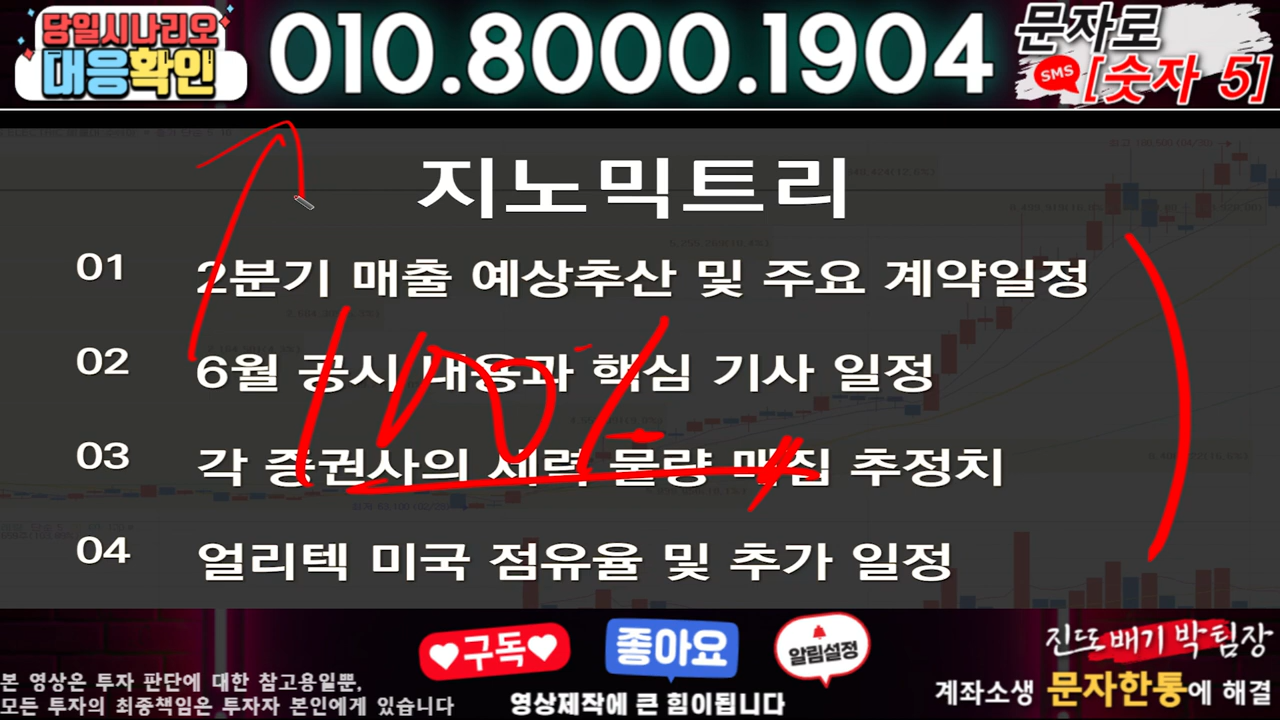 당일시나리오
대응확인
010.8000.1904
문자로
SMS [숫자 5]
지노믹트리
01 2분기 매출 예상추산 및 주요 계약일정
02 6월 공시 내용과 핵심 기사 일정
03 각 증권사의 세력 물량 매집 추정치
04 얼리텍 미국 점유율 및 추가 일정
100%
구독
좋아요
알림설정
진또배기 박팀장
본 영상은 투자 판단에 대한 참고용일뿐,
모든 투자의 최종책임은 투자자 본인에게 있습니다
영상제작에 큰 힘이됩니다
계좌소생 문자한통에 해결